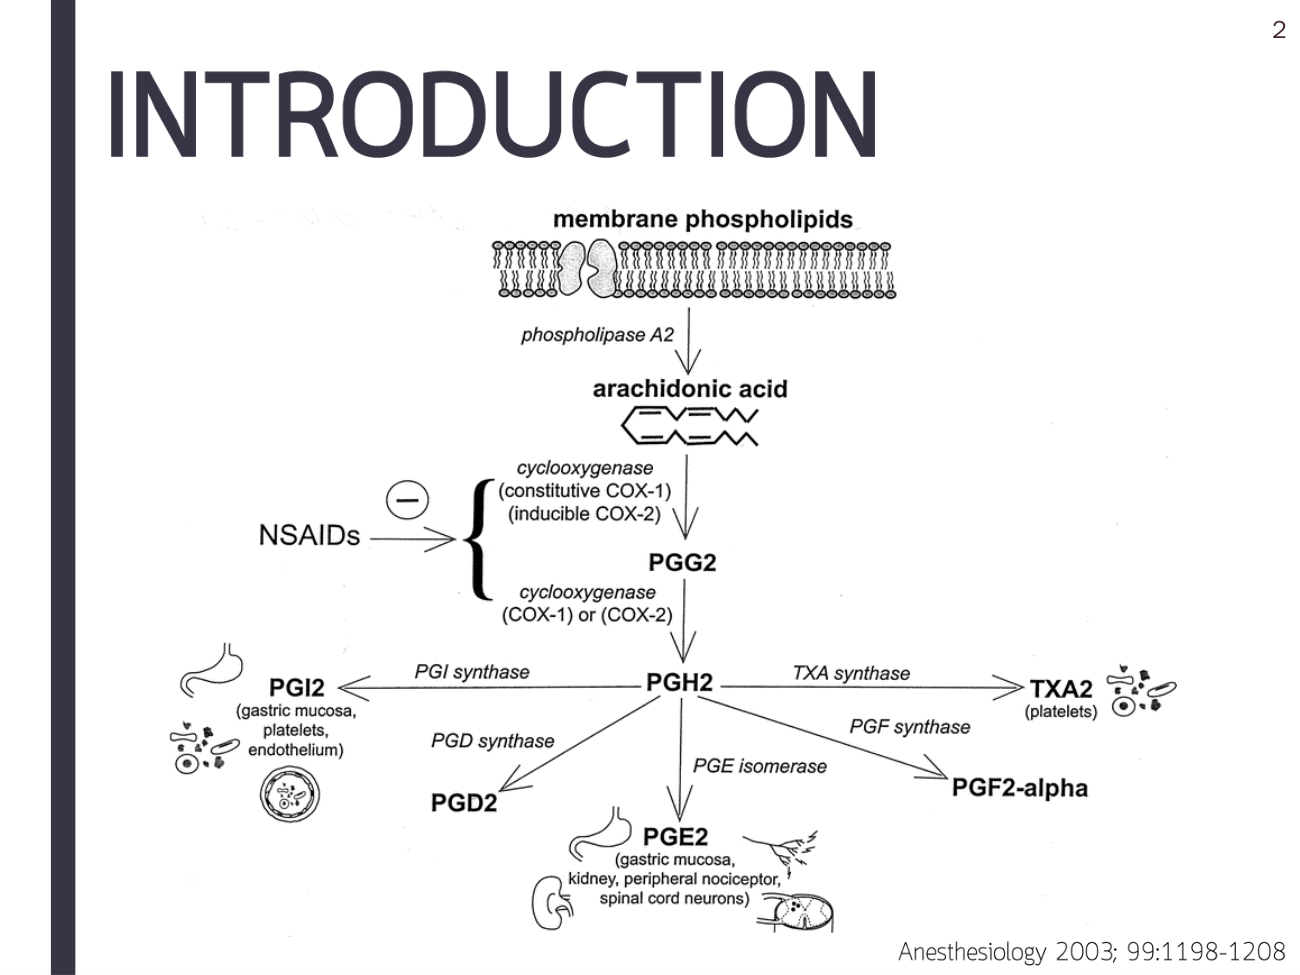 2
INTRODUCTION
membrane phospholipids
phospholipase A2
arachidonic acid
cyclooxygenase
(constitutive COX-1)
(inducible COX-2)
NSAIDs
PGG2
cyclooxygenase
(COX-1) or (COX-2)
PGI synthase
PGH2
TXA synthase
PGI2
(gastric mucosa,
platelets,
endothelium)
TXA2
(platelets)
PGD synthase
PGF synthase
PGE isomerase
PGD2
PGF2-alpha
PGE2
(gastric mucosa,
kidney, peripheral nociceptor,
spinal cord neurons)
Anesthesiology 2003; 99:1198-1208